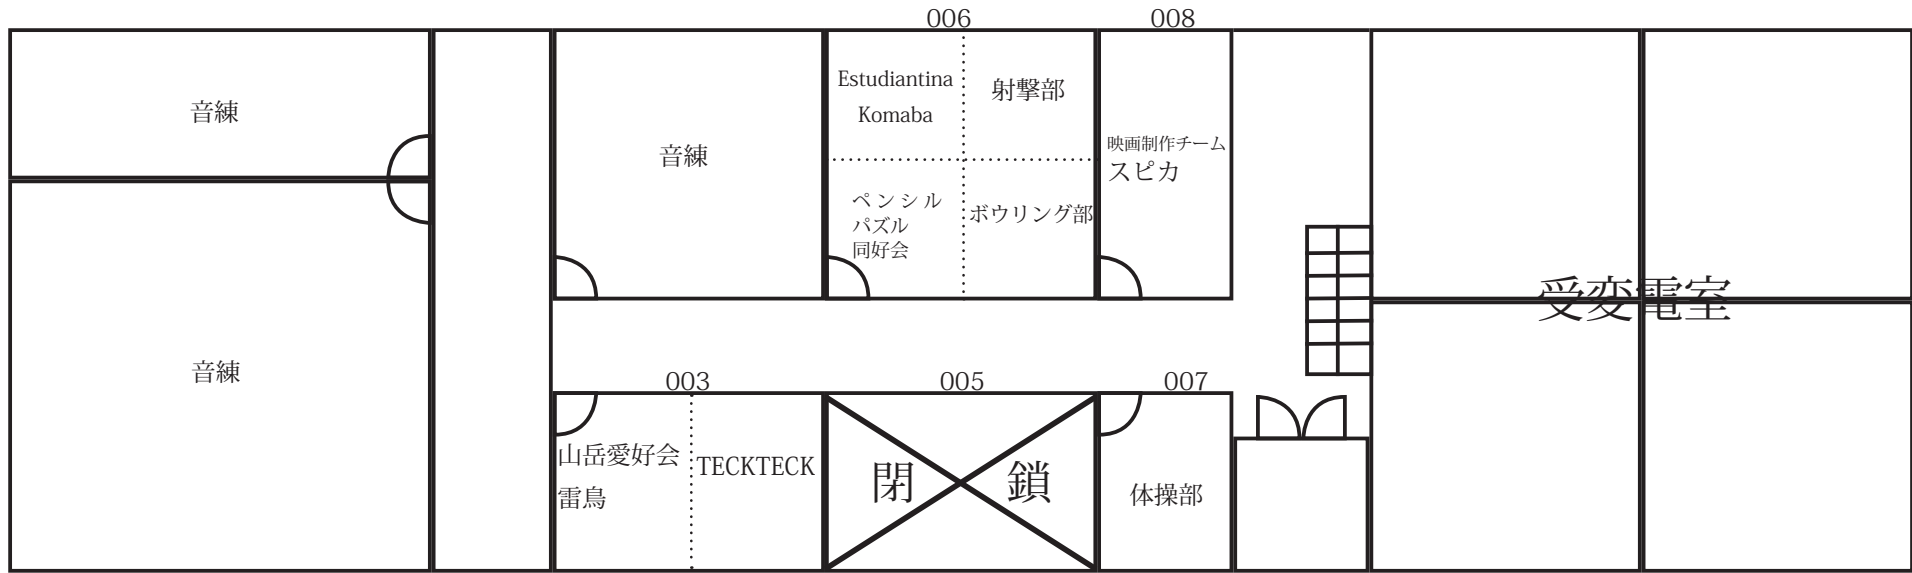 006
008
音練
音練
Estudiantina
Komaba
射撃部
映画制作チーム
スピカ
ペンシル
パズル
同好会
ボウリング部
受変電室
音練
003
005
007
山岳愛好会
雷鳥
TECKTECK
閉鎖
体操部